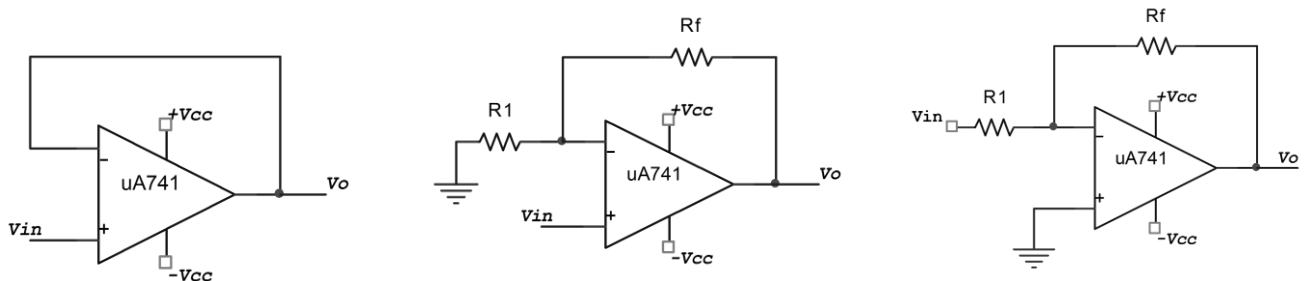 +Vcc
-
uA741
Vo
Vin
+
-Vcc
Rf
R1
+Vcc
-
uA741
Vo
Vin
+
-Vcc
Rf
Vin
R1
+Vcc
-
uA741
Vo
+
-Vcc